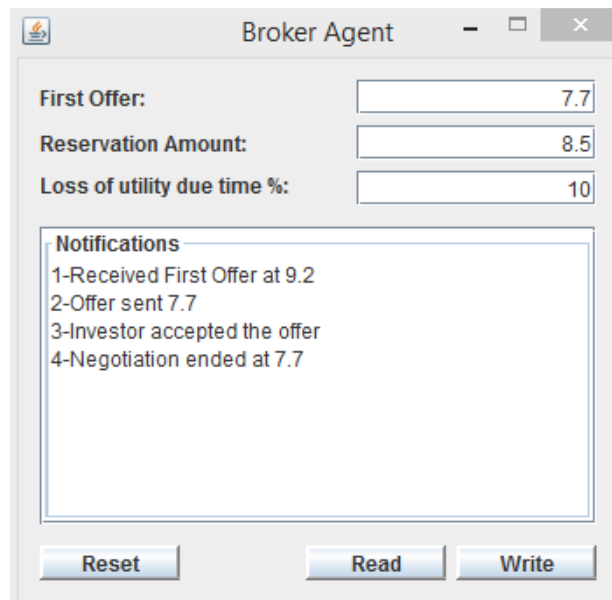 Broker Agent
First Offer: 7.7
Reservation Amount: 8.5
Loss of utility due time %: 10
Notifications
1-Received First Offer at 9.2
2-Offer sent 7.7
3-Investor accepted the offer
4-Negotiation ended at 7.7
Reset Read Write